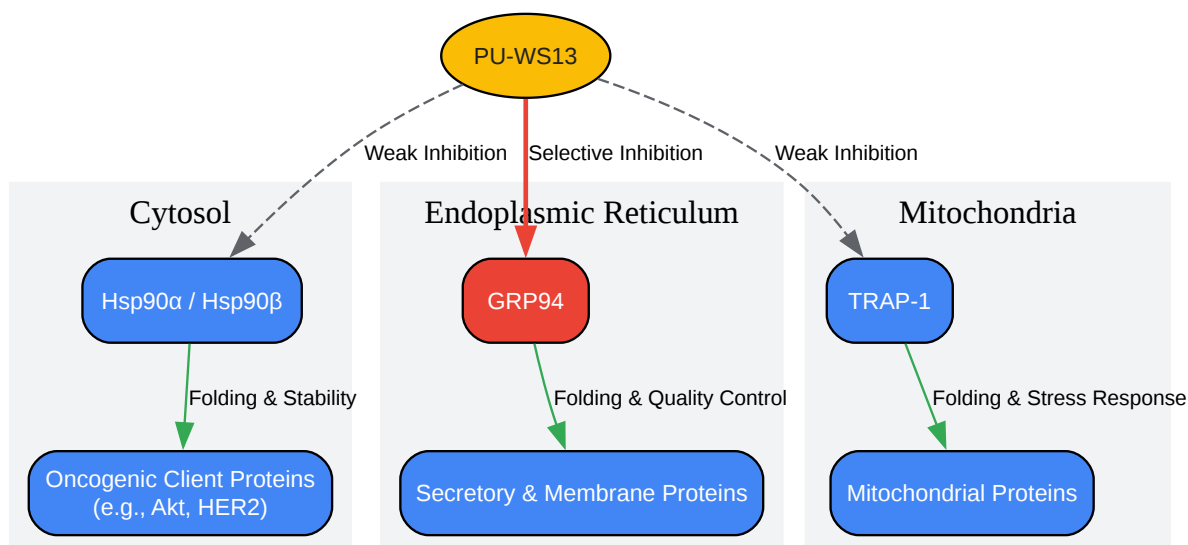 PU-WS13
Weak Inhibition
Selective Inhibition
Weak Inhibition
Cytosol
Endoplasmic Reticulum
Mitochondria
Hsp90α / Hsp90β
GRP94
TRAP-1
Folding & Stability
Folding & Quality Control
Folding & Stress Response
Oncogenic Client Proteins
(e.g., Akt, HER2)
Secretory & Membrane Proteins
Mitochondrial Proteins